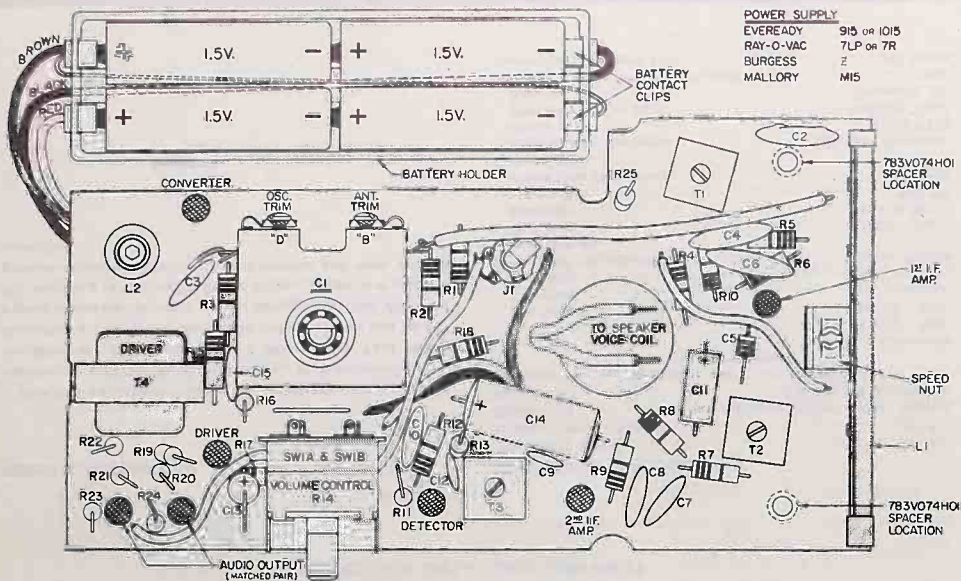 POWER SUPPLY
EVEREADY 915 OR 1015
RAY-O-VAC 7LP OR 7R
BURGESS Z
MALLORY M15
BROWN
BLACK
RED
1.5V. −
+ 1.5V. −
+ 1.5V. −
+ 1.5V. −
BATTERY CONTACT CLIPS
BATTERY HOLDER
CONVERTER
OSC. TRIM
ANT. TRIM
"D"
"B"
R25
C2
T1
783V074H01 SPACER LOCATION
L2
C3
R3
C1
R1
R2
J1
R4
C4
R5
C6
R6
R10
1ST I.F. AMP.
DRIVER
T4
C15
R16
R18
TO SPEAKER VOICE COIL
C5
C11
SPEED NUT
R22
R19
R21
R20
R23
R24
DRIVER
R17
SW1A & SW1B
VOLUME CONTROL R14
C13
C10
R12
R13
C12
R11
C14
C9
T3
DETECTOR
2ND I.F. AMP.
R9
R8
C8
C7
R7
T2
L1
783V074H01 SPACER LOCATION
AUDIO OUTPUT
(MATCHED PAIR)